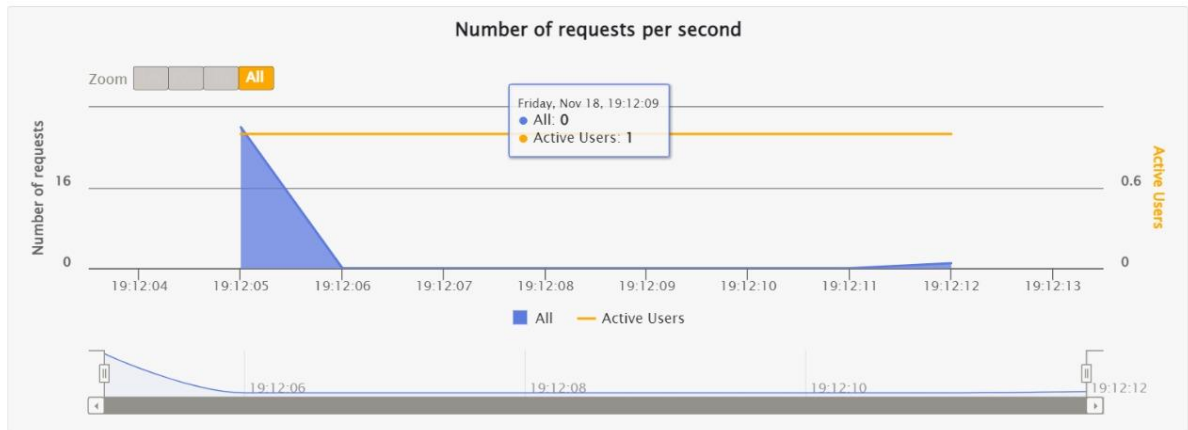 Number of requests per second
Zoom All
Friday, Nov 18, 19:12:09
All: 0
Active Users: 1
Number of requests
16
0
0.6
0
Active Users
19:12:04 19:12:05 19:12:06 19:12:07 19:12:08 19:12:09 19:12:10 19:12:11 19:12:12 19:12:13
All Active Users
19:12:06 19:12:08 19:12:10 19:12:12